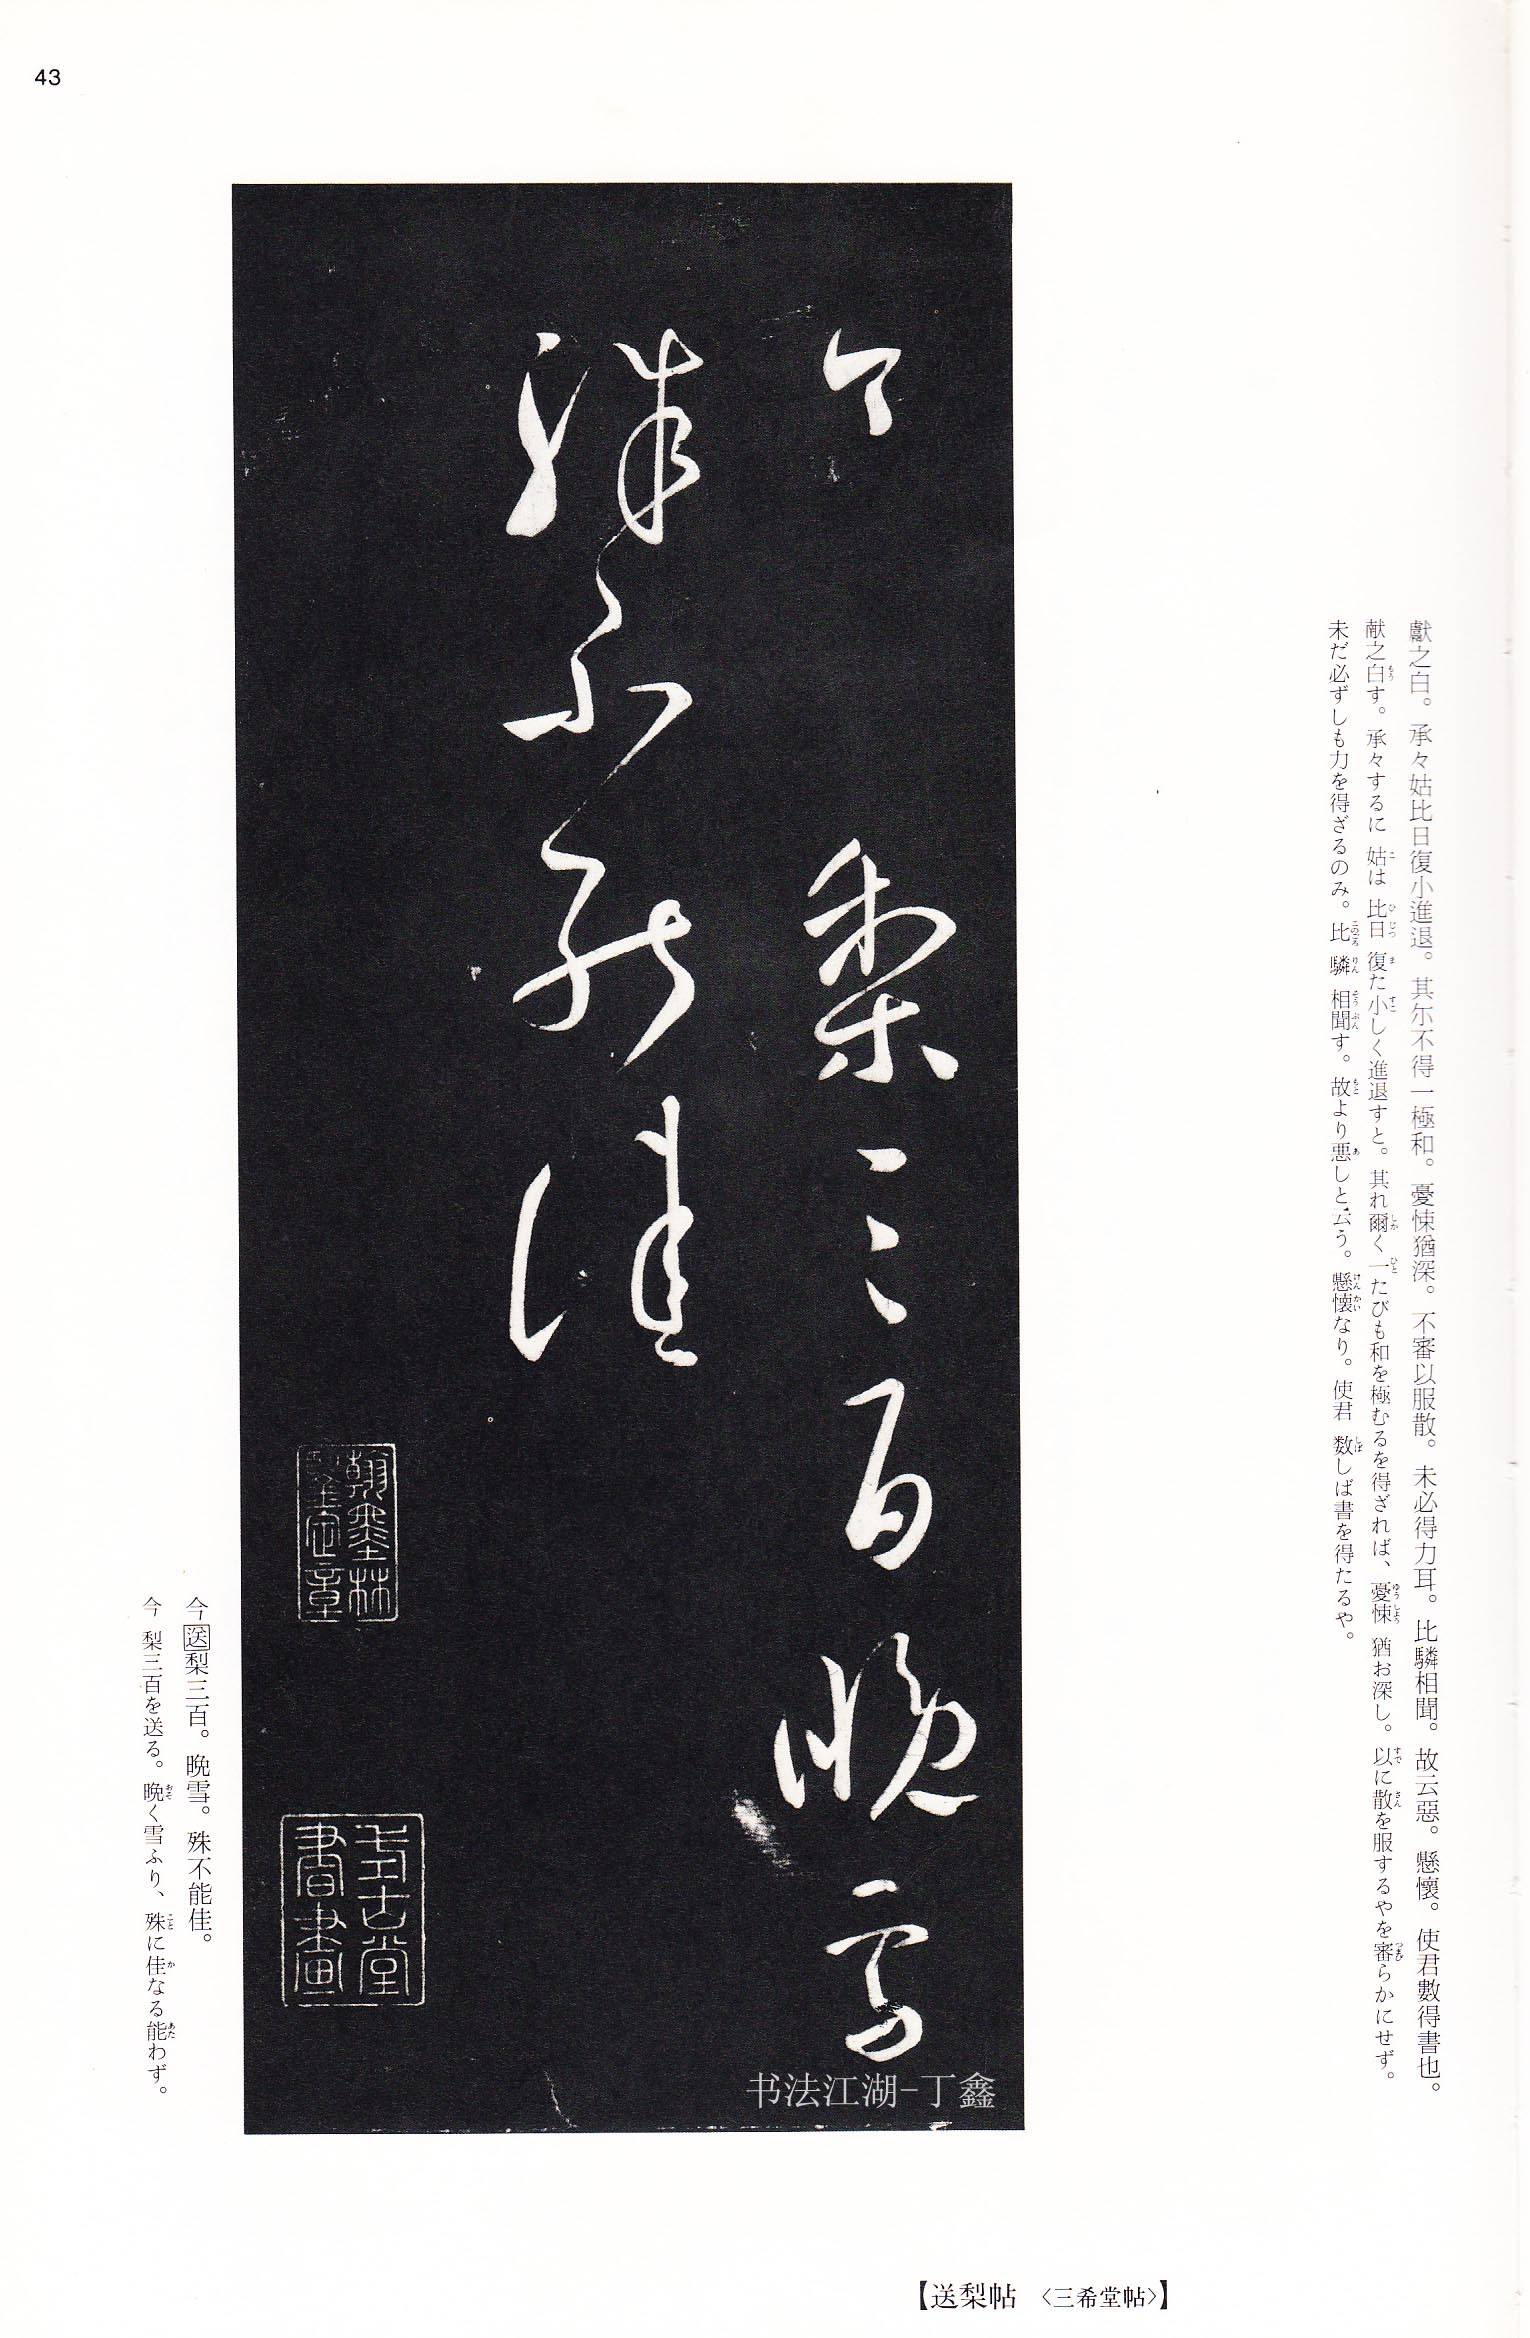 43
獻之白。承々姑比日復小進退。其尓不得一極和。憂悚猶深。不審以服散。未必得力耳。比驎相聞。故云惡。懸懷。使君數得書也。
献之白す。承々するに姑は比日復た小しく進退すと。其れ爾く一たびも和を極むるを得ざれば、憂悚猶お深し。以に散を服するやを審らかにせず。
未だ必ずしも力を得ざるのみ。比驎相聞す。故より悪しと云う。懸懐なり。使君数しば書を得たるや。
今 梨三百晚雪
殊不能佳
翰墨林
鑒定章
考古堂
書畫
书法江湖-丁鑫
今送梨三百。晩雪。殊不能佳。
今 梨三百を送る。晩く雪ふり、殊に佳なる能わず。
【送梨帖 〈三希堂帖〉】